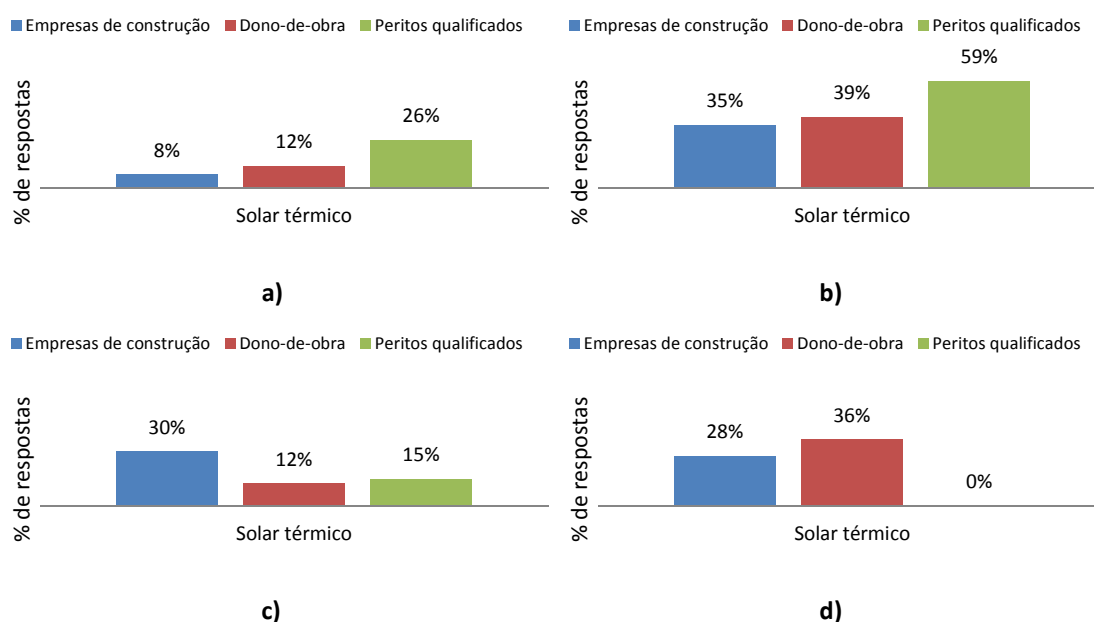 Empresas de construção Dono-de-obra Peritos qualificados
% de respostas
8%
12%
26%
Solar térmico
a)
Empresas de construção Dono-de-obra Peritos qualificados
% de respostas
35%
39%
59%
Solar térmico
b)
Empresas de construção Dono-de-obra Peritos qualificados
% de respostas
30%
12%
15%
Solar térmico
c)
Empresas de construção Dono-de-obra Peritos qualificados
% de respostas
28%
36%
0%
Solar térmico
d)